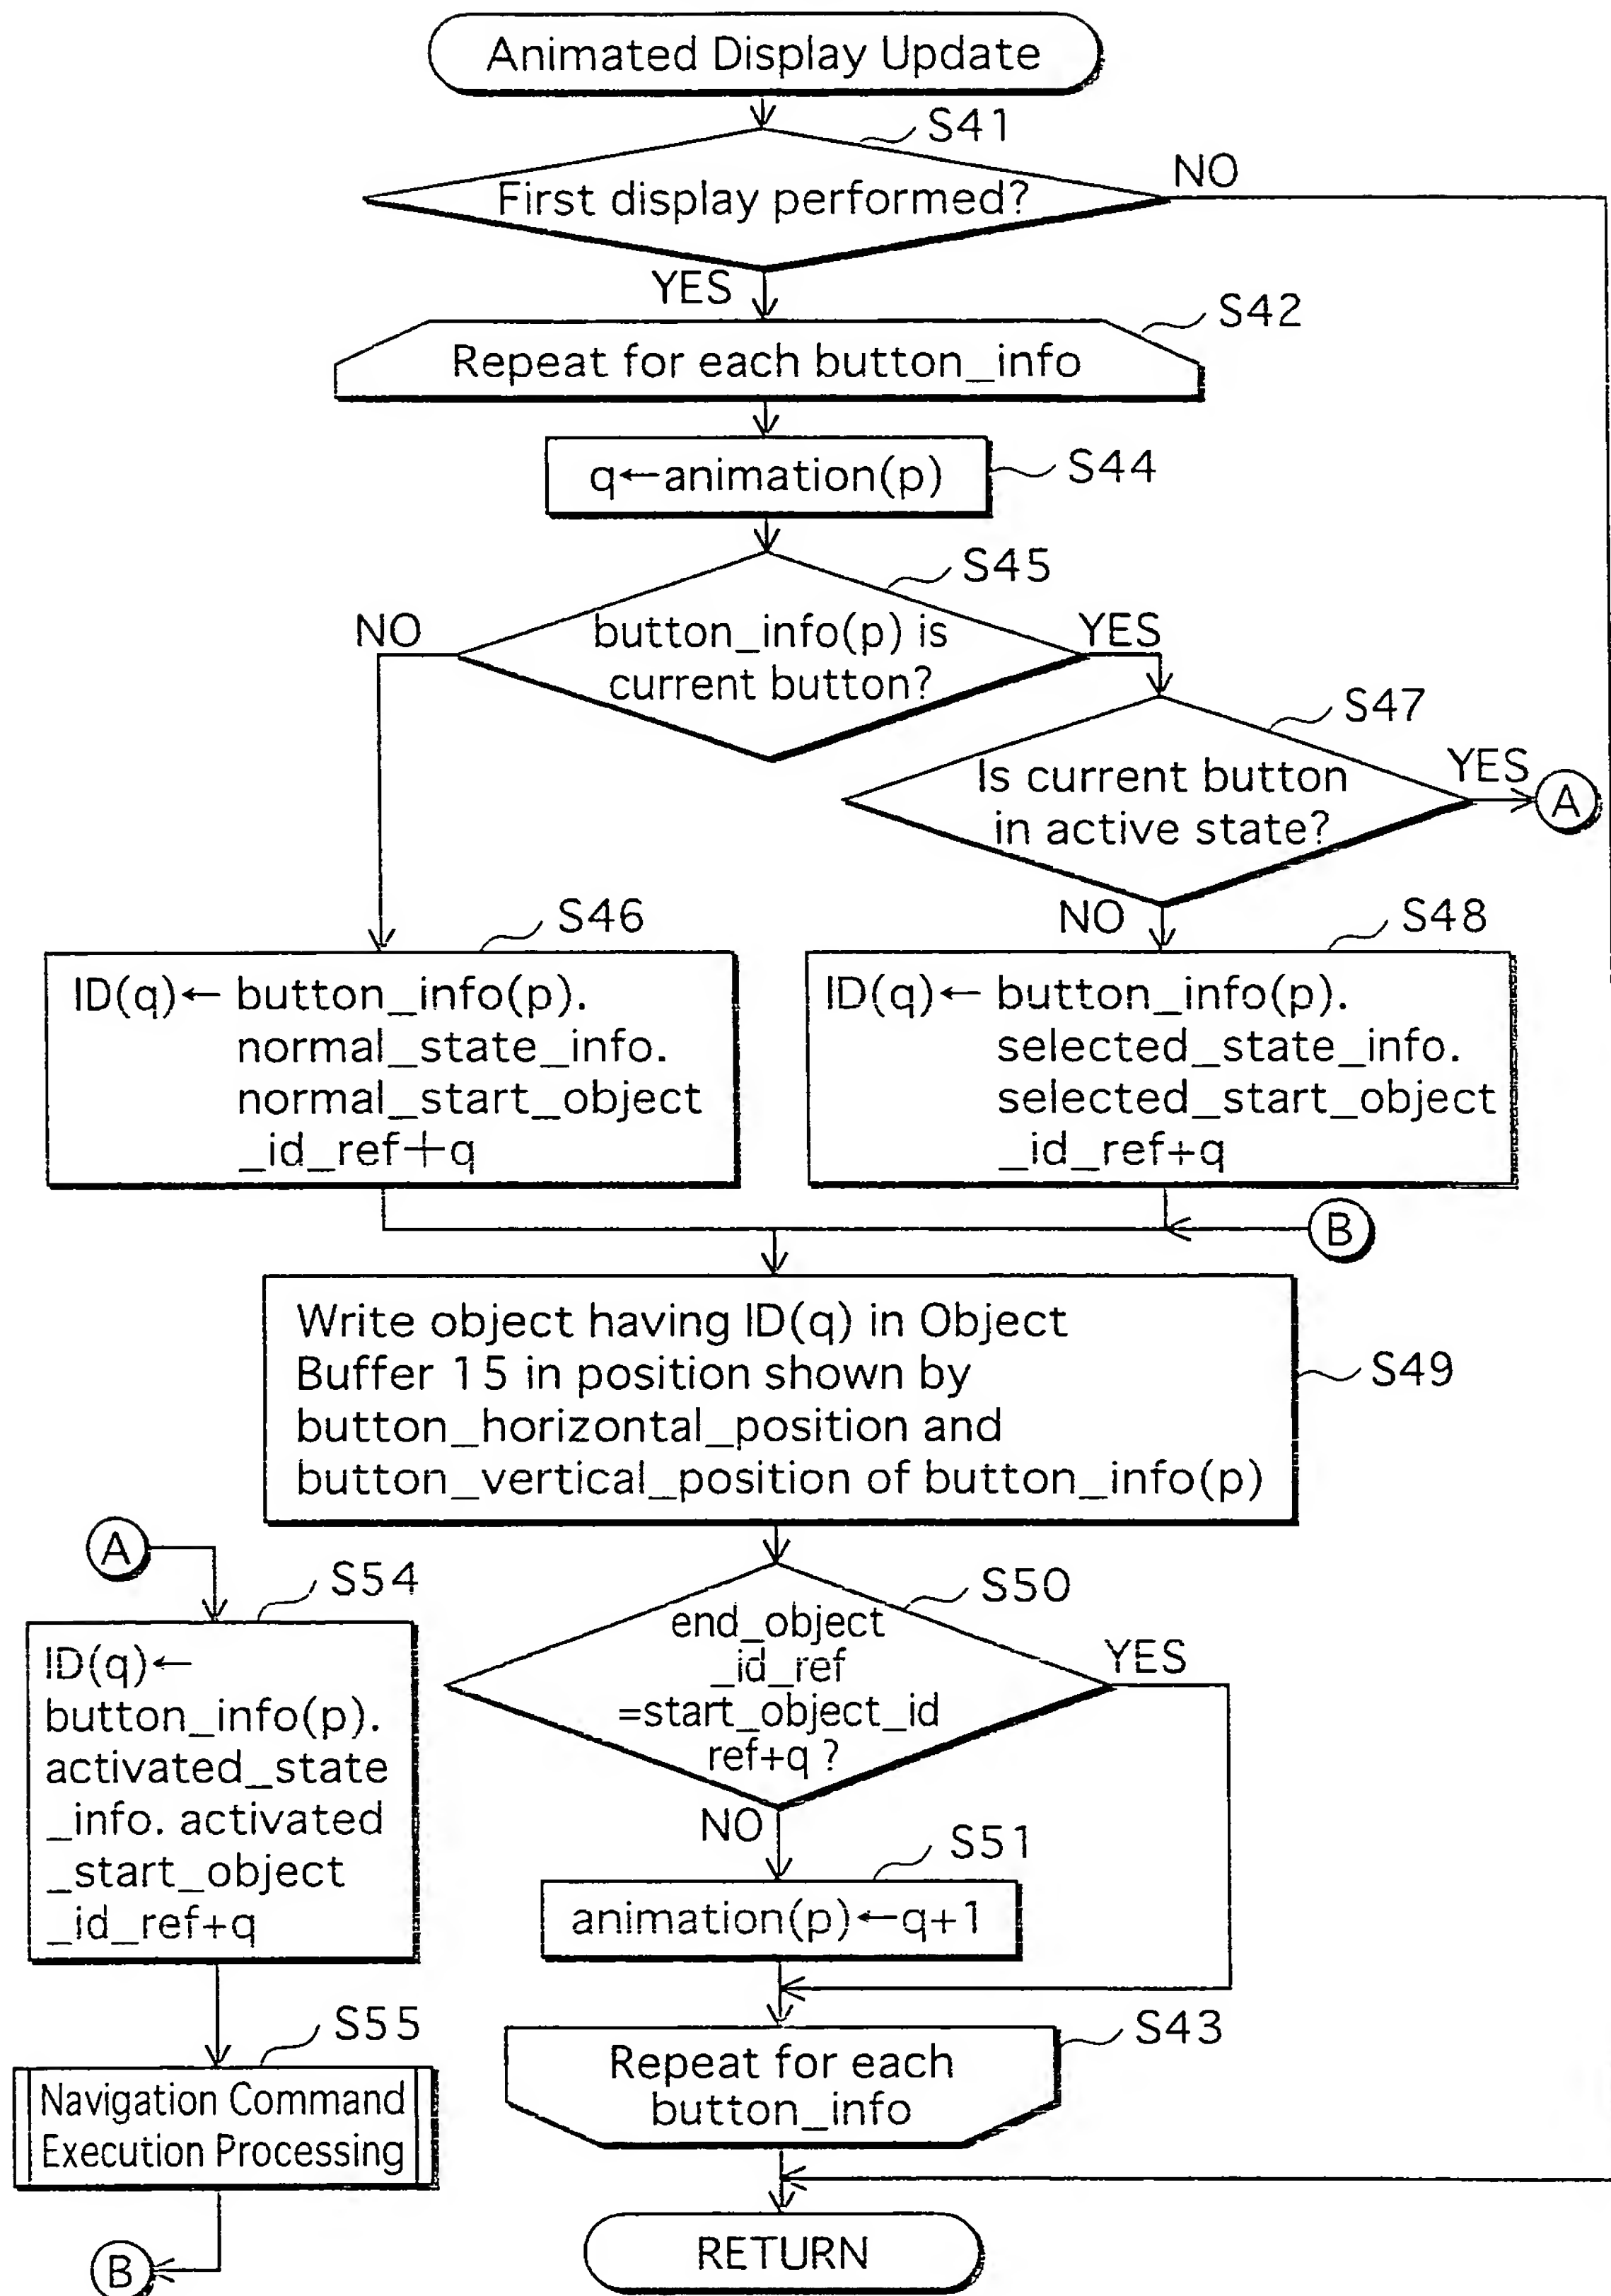 Animated Display Update
S41
First display performed?
NO
YES
S42
Repeat for each button_info
q←animation(p)
S44
S45
NO
button_info(p) is
current button?
YES
S47
Is current button
in active state?
YES
A
NO
S46
ID(q)← button_info(p).
normal_state_info.
normal_start_object
_id_ref+q
S48
ID(q)← button_info(p).
selected_state_info.
selected_start_object
_id_ref+q
B
Write object having ID(q) in Object
Buffer 15 in position shown by
button_horizontal_position and
button_vertical_position of button_info(p)
S49
A
S54
ID(q)←
button_info(p).
activated_state
_info. activated
_start_object
_id_ref+q
S50
end_object
_id_ref
=start_object_id
ref+q ?
YES
NO
S51
animation(p)←q+1
S55
Navigation Command
Execution Processing
S43
Repeat for each
button_info
B
RETURN